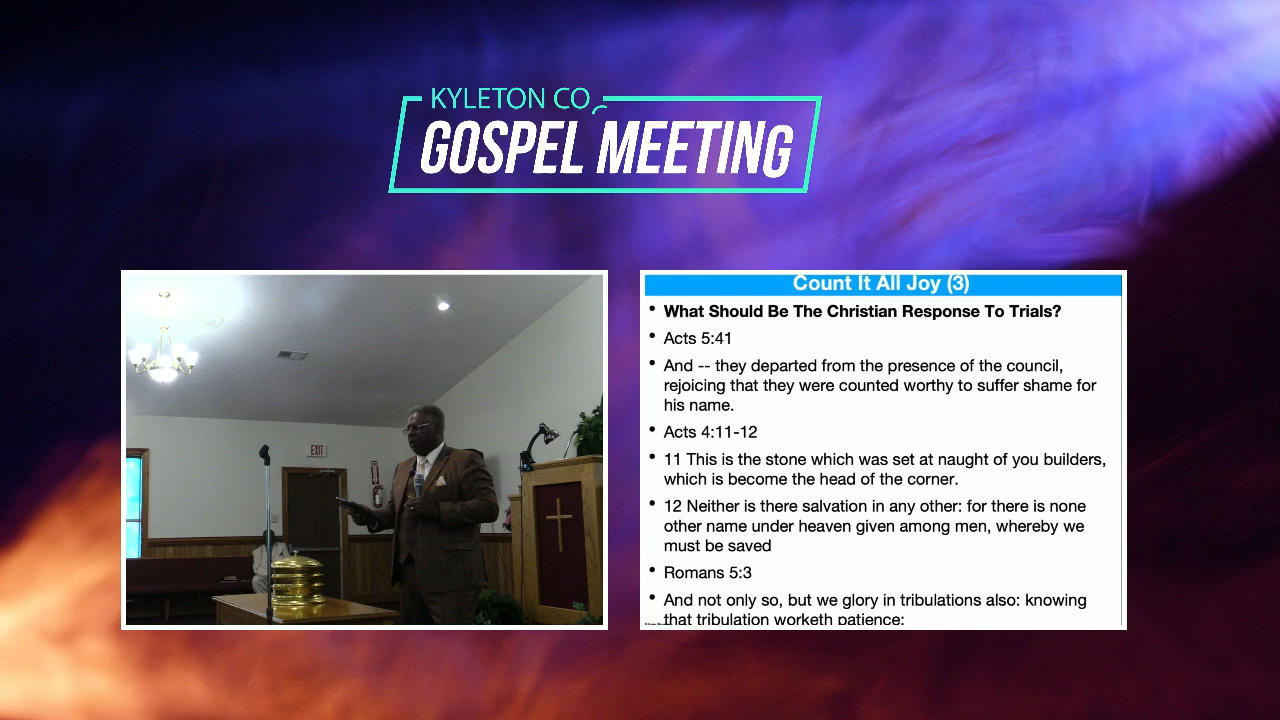 KYLETON CO
GOSPEL MEETING
EXIT
Count It All Joy (3)
• What Should Be The Christian Response To Trials?
• Acts 5:41
• And -- they departed from the presence of the council,
rejoicing that they were counted worthy to suffer shame for
his name.
• Acts 4:11-12
• 11 This is the stone which was set at naught of you builders,
which is become the head of the corner.
• 12 Neither is there salvation in any other: for there is none
other name under heaven given among men, whereby we
must be saved
• Romans 5:3
• And not only so, but we glory in tribulations also: knowing
that tribulation worketh patience: